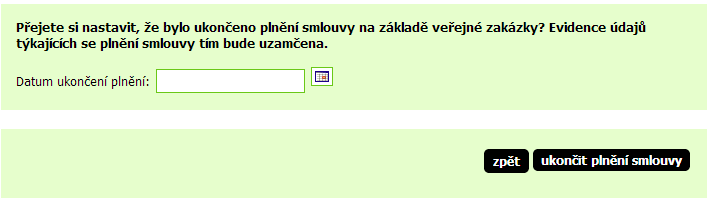 Přejete si nastavit, že bylo ukončeno plnění smlouvy na základě veřejné zakázky? Evidence údajů
týkajících se plnění smlouvy tím bude uzamčena.
Datum ukončení plnění:
zpět ukončit plnění smlouvy